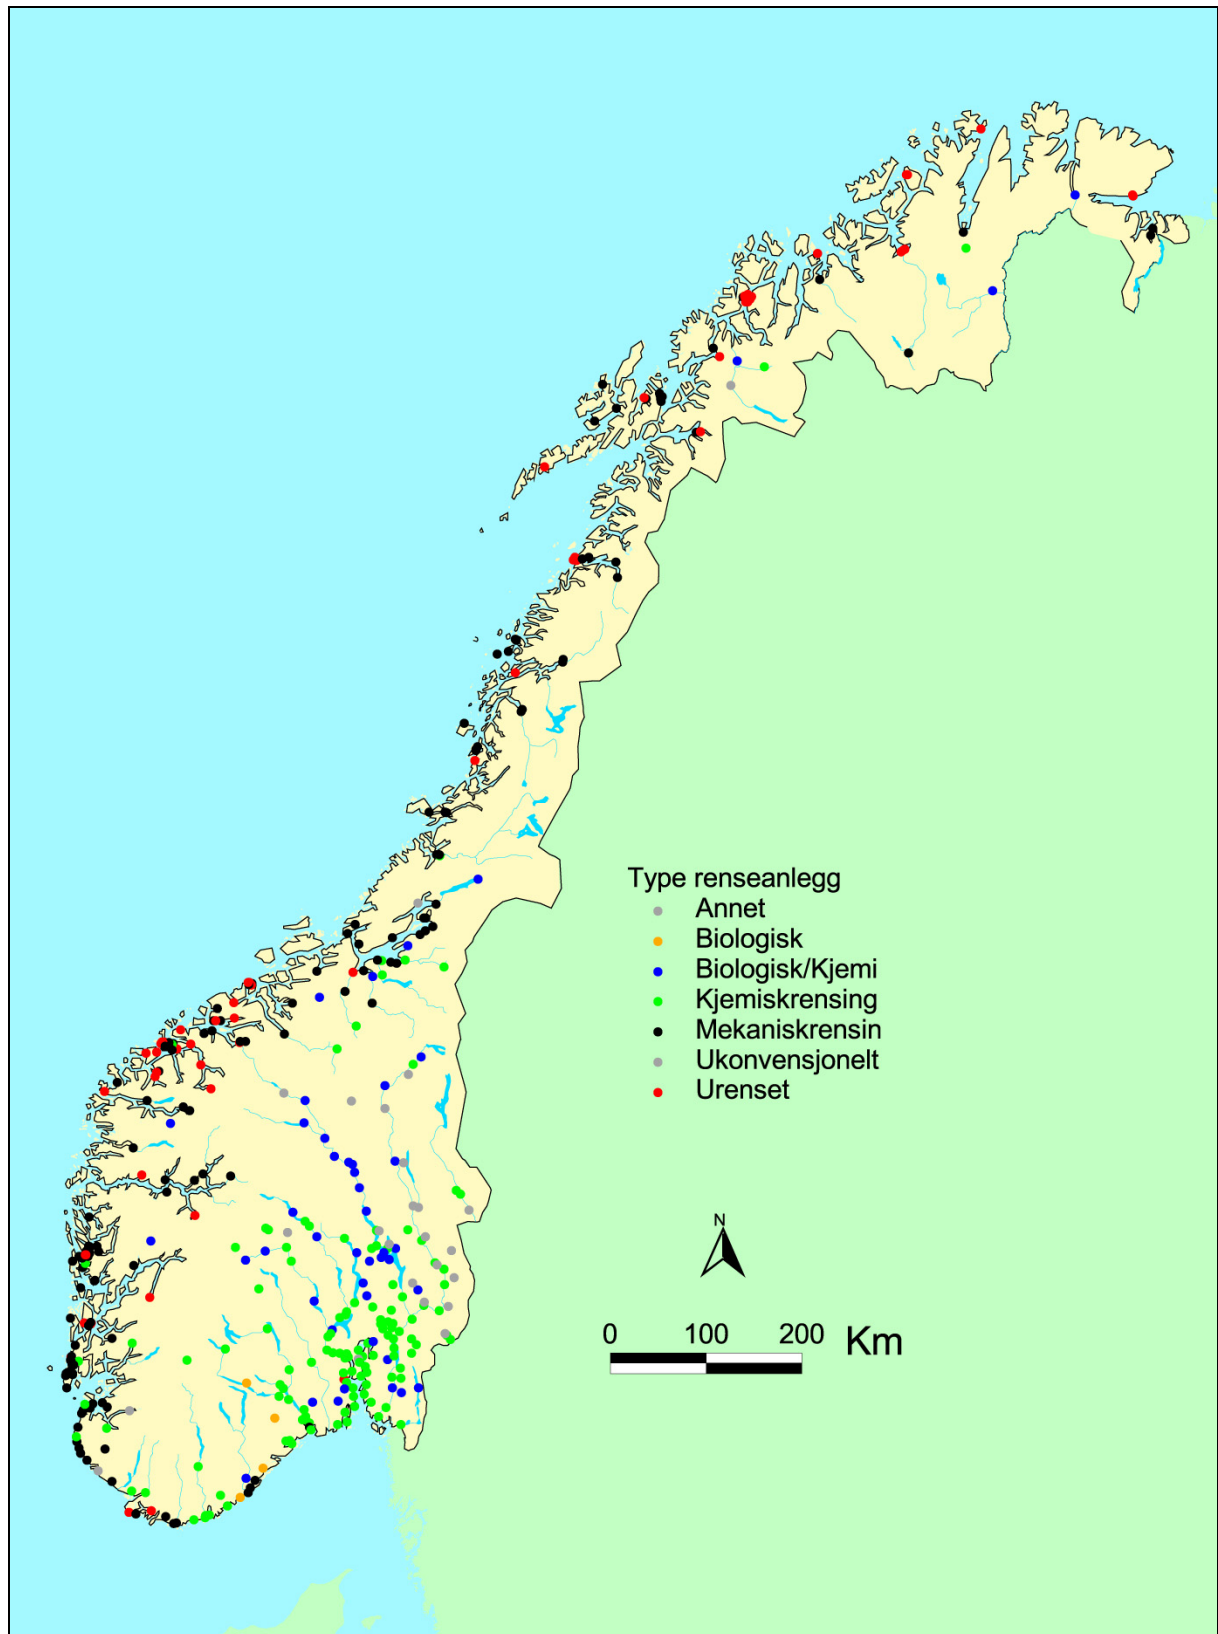 Type renseanlegg
Annet
Biologisk
Biologisk/Kjemi
Kjemiskrensing
Mekaniskrensin
Ukonvensjonelt
Urenset
N
0 100 200 Km